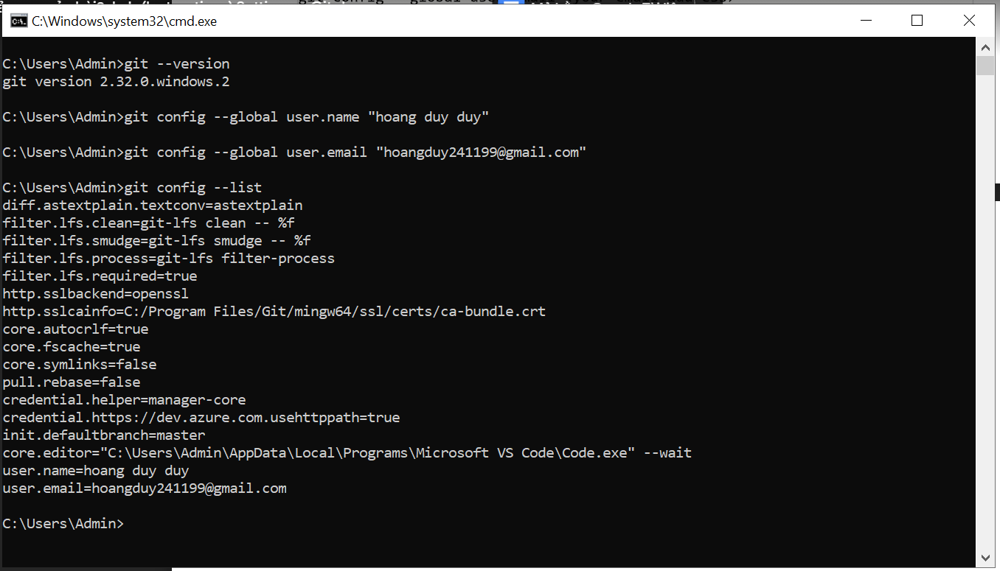 C:\Windows\system32\cmd.exe
C:\Users\Admin>git --version
git version 2.32.0.windows.2
C:\Users\Admin>git config --global user.name "hoang duy duy"
C:\Users\Admin>git config --global user.email "hoangduy241199@gmail.com"
C:\Users\Admin>git config --list
diff.astextplain.textconv=astextplain
filter.lfs.clean=git-lfs clean -- %f
filter.lfs.smudge=git-lfs smudge -- %f
filter.lfs.process=git-lfs filter-process
filter.lfs.required=true
http.sslbackend=openssl
http.sslcainfo=C:/Program Files/Git/mingw64/ssl/certs/ca-bundle.crt
core.autocrlf=true
core.fscache=true
core.symlinks=false
pull.rebase=false
credential.helper=manager-core
credential.https://dev.azure.com.usehttppath=true
init.defaultbranch=master
core.editor="C:\Users\Admin\AppData\Local\Programs\Microsoft VS Code\Code.exe" --wait
user.name=hoang duy duy
user.email=hoangduy241199@gmail.com
C:\Users\Admin>